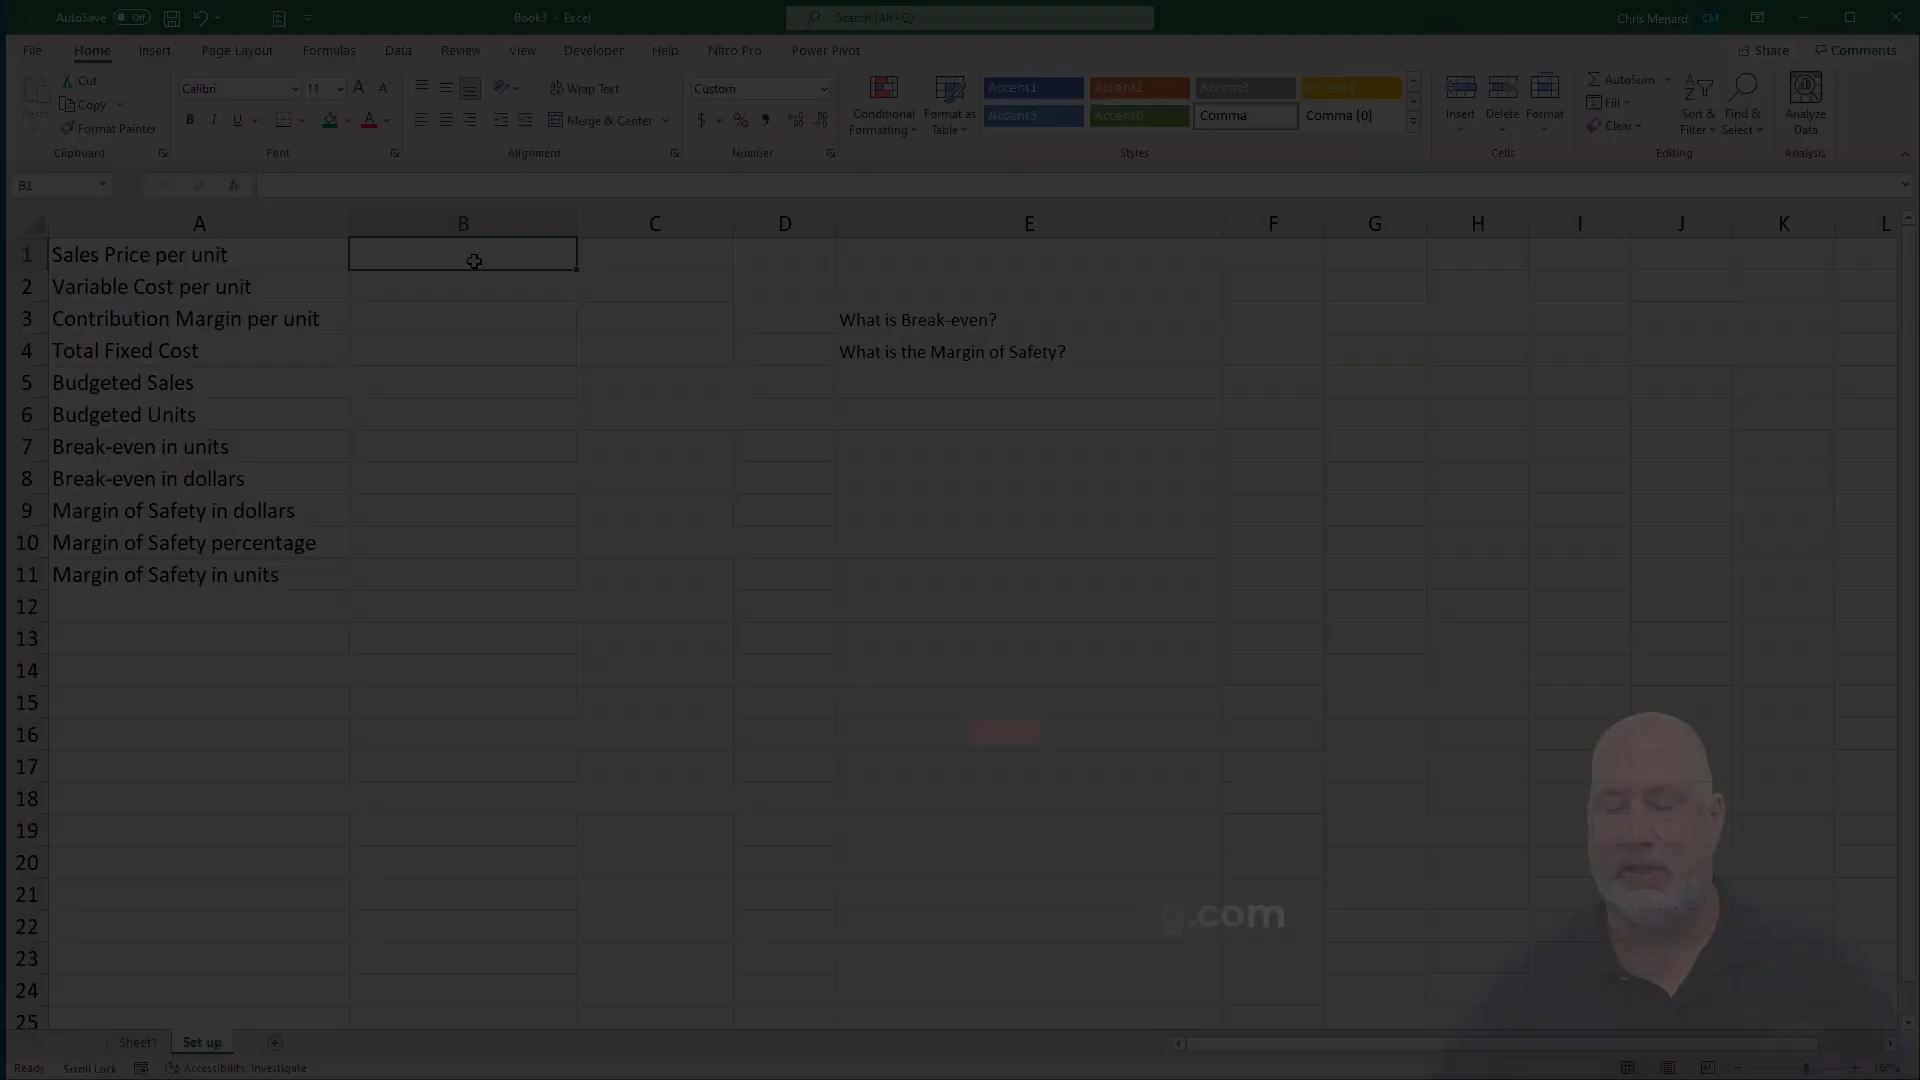 AutoSave Off Book3 - Excel Search (Alt+Q) Chris Menard CM
File Home Insert Page Layout Formulas Data Review View Developer Help Nitro Pro Power Pivot Share Comments
Cut
Copy
Format Painter
Paste
Clipboard
Calibri 11
B I U
Font
Wrap Text
Merge & Center
Alignment
Custom
$ % ,
Number
Conditional Formatting
Format as Table
Accent1 Accent2 Accent3 Accent4
Accent5 Accent6 Comma Comma [0]
Styles
Insert Delete Format
Cells
AutoSum
Fill
Clear
Sort & Filter
Find & Select
Editing
Analyze Data
Analysis
B1 fx
A B C D E F G H I J K L
1 Sales Price per unit
2 Variable Cost per unit
3 Contribution Margin per unit What is Break-even?
4 Total Fixed Cost What is the Margin of Safety?
5 Budgeted Sales
6 Budgeted Units
7 Break-even in units
8 Break-even in dollars
9 Margin of Safety in dollars
10 Margin of Safety percentage
11 Margin of Safety in units
12
13
14
15
16
17
18
19
20
21
22
23
24
25
g.com
Sheet1 Set up
Ready Scroll Lock Accessibility: Investigate